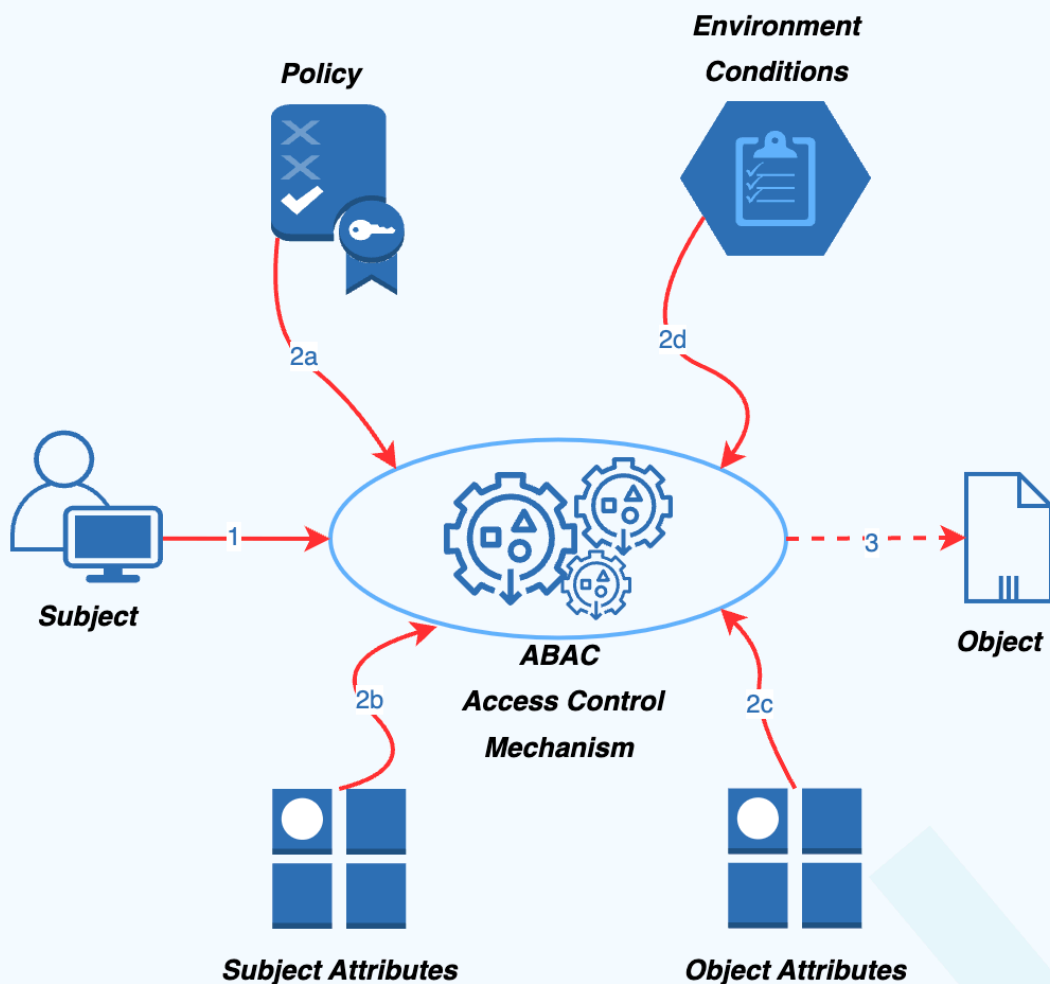 Environment
Conditions
Policy
2a
2d
1
3
Subject
Object
ABAC
Access Control
Mechanism
2b
2c
Subject Attributes
Object Attributes